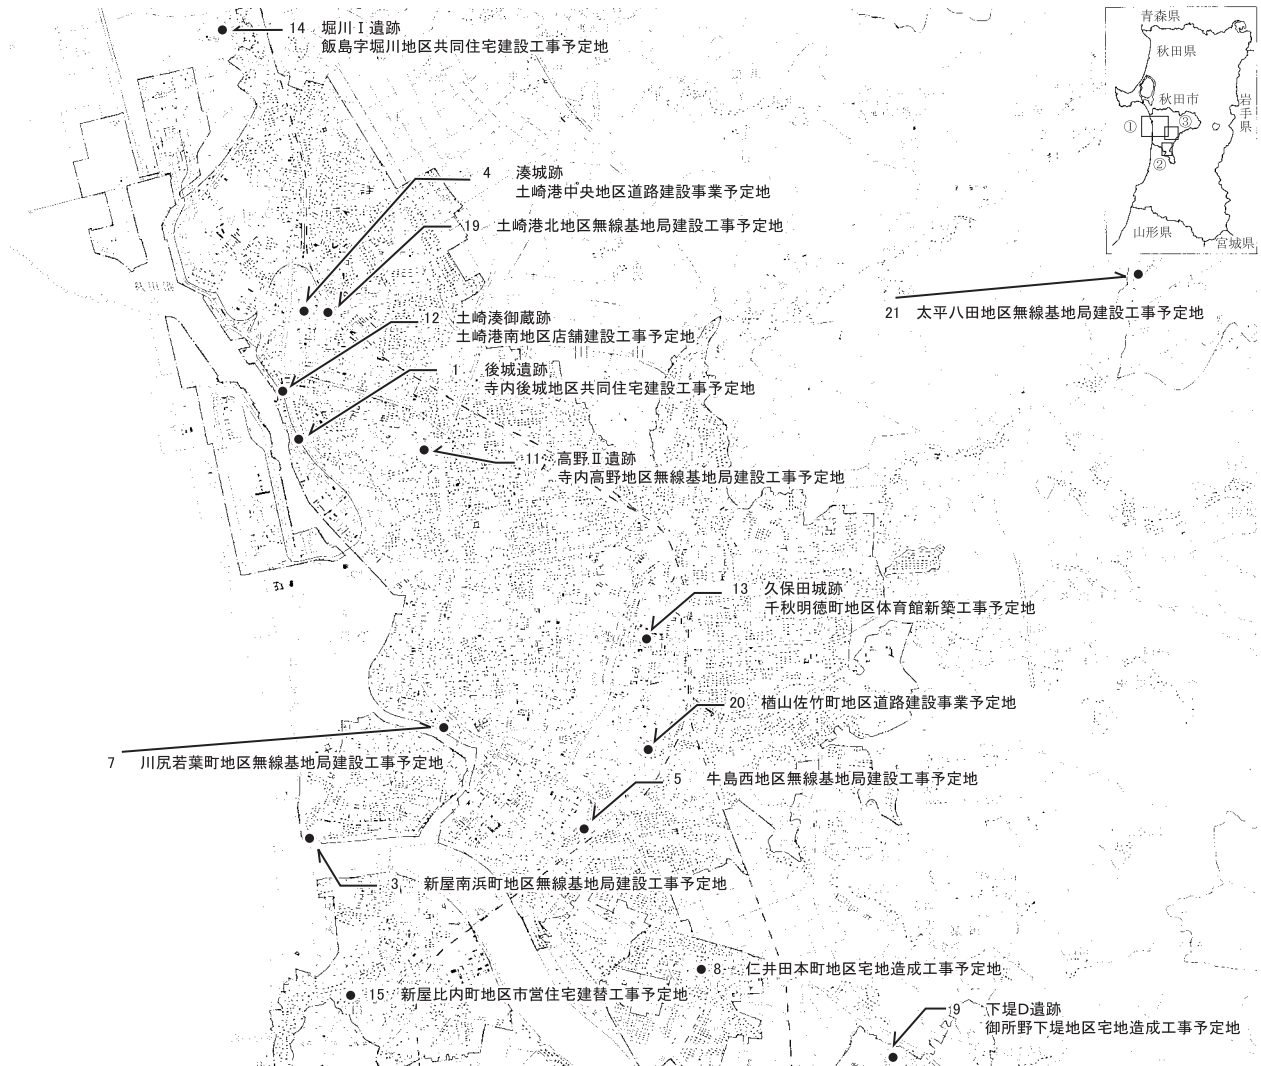 14 堀川Ⅰ遺跡
飯島字堀川地区共同住宅建設工事予定地
青森県
秋田県
秋田市
岩手県
①
③
②
山形県
宮城県
4 湊城跡
土崎港中央地区道路建設事業予定地
19 土崎港北地区無線基地局建設工事予定地
秋田港
21 太平八田地区無線基地局建設工事予定地
12 土崎湊御蔵跡
土崎港南地区店舗建設工事予定地
1 後城遺跡
寺内後城地区共同住宅建設工事予定地
11 高野Ⅱ遺跡
寺内高野地区無線基地局建設工事予定地
13 久保田城跡
千秋明徳町地区体育館新築工事予定地
20 楢山佐竹町地区道路建設事業予定地
7 川尻若葉町地区無線基地局建設工事予定地
5 牛島西地区無線基地局建設工事予定地
3 新屋南浜町地区無線基地局建設工事予定地
8 仁井田本町地区宅地造成工事予定地
15 新屋比内町地区市営住宅建替工事予定地
9 下堤D遺跡
御所野下堤地区宅地造成工事予定地